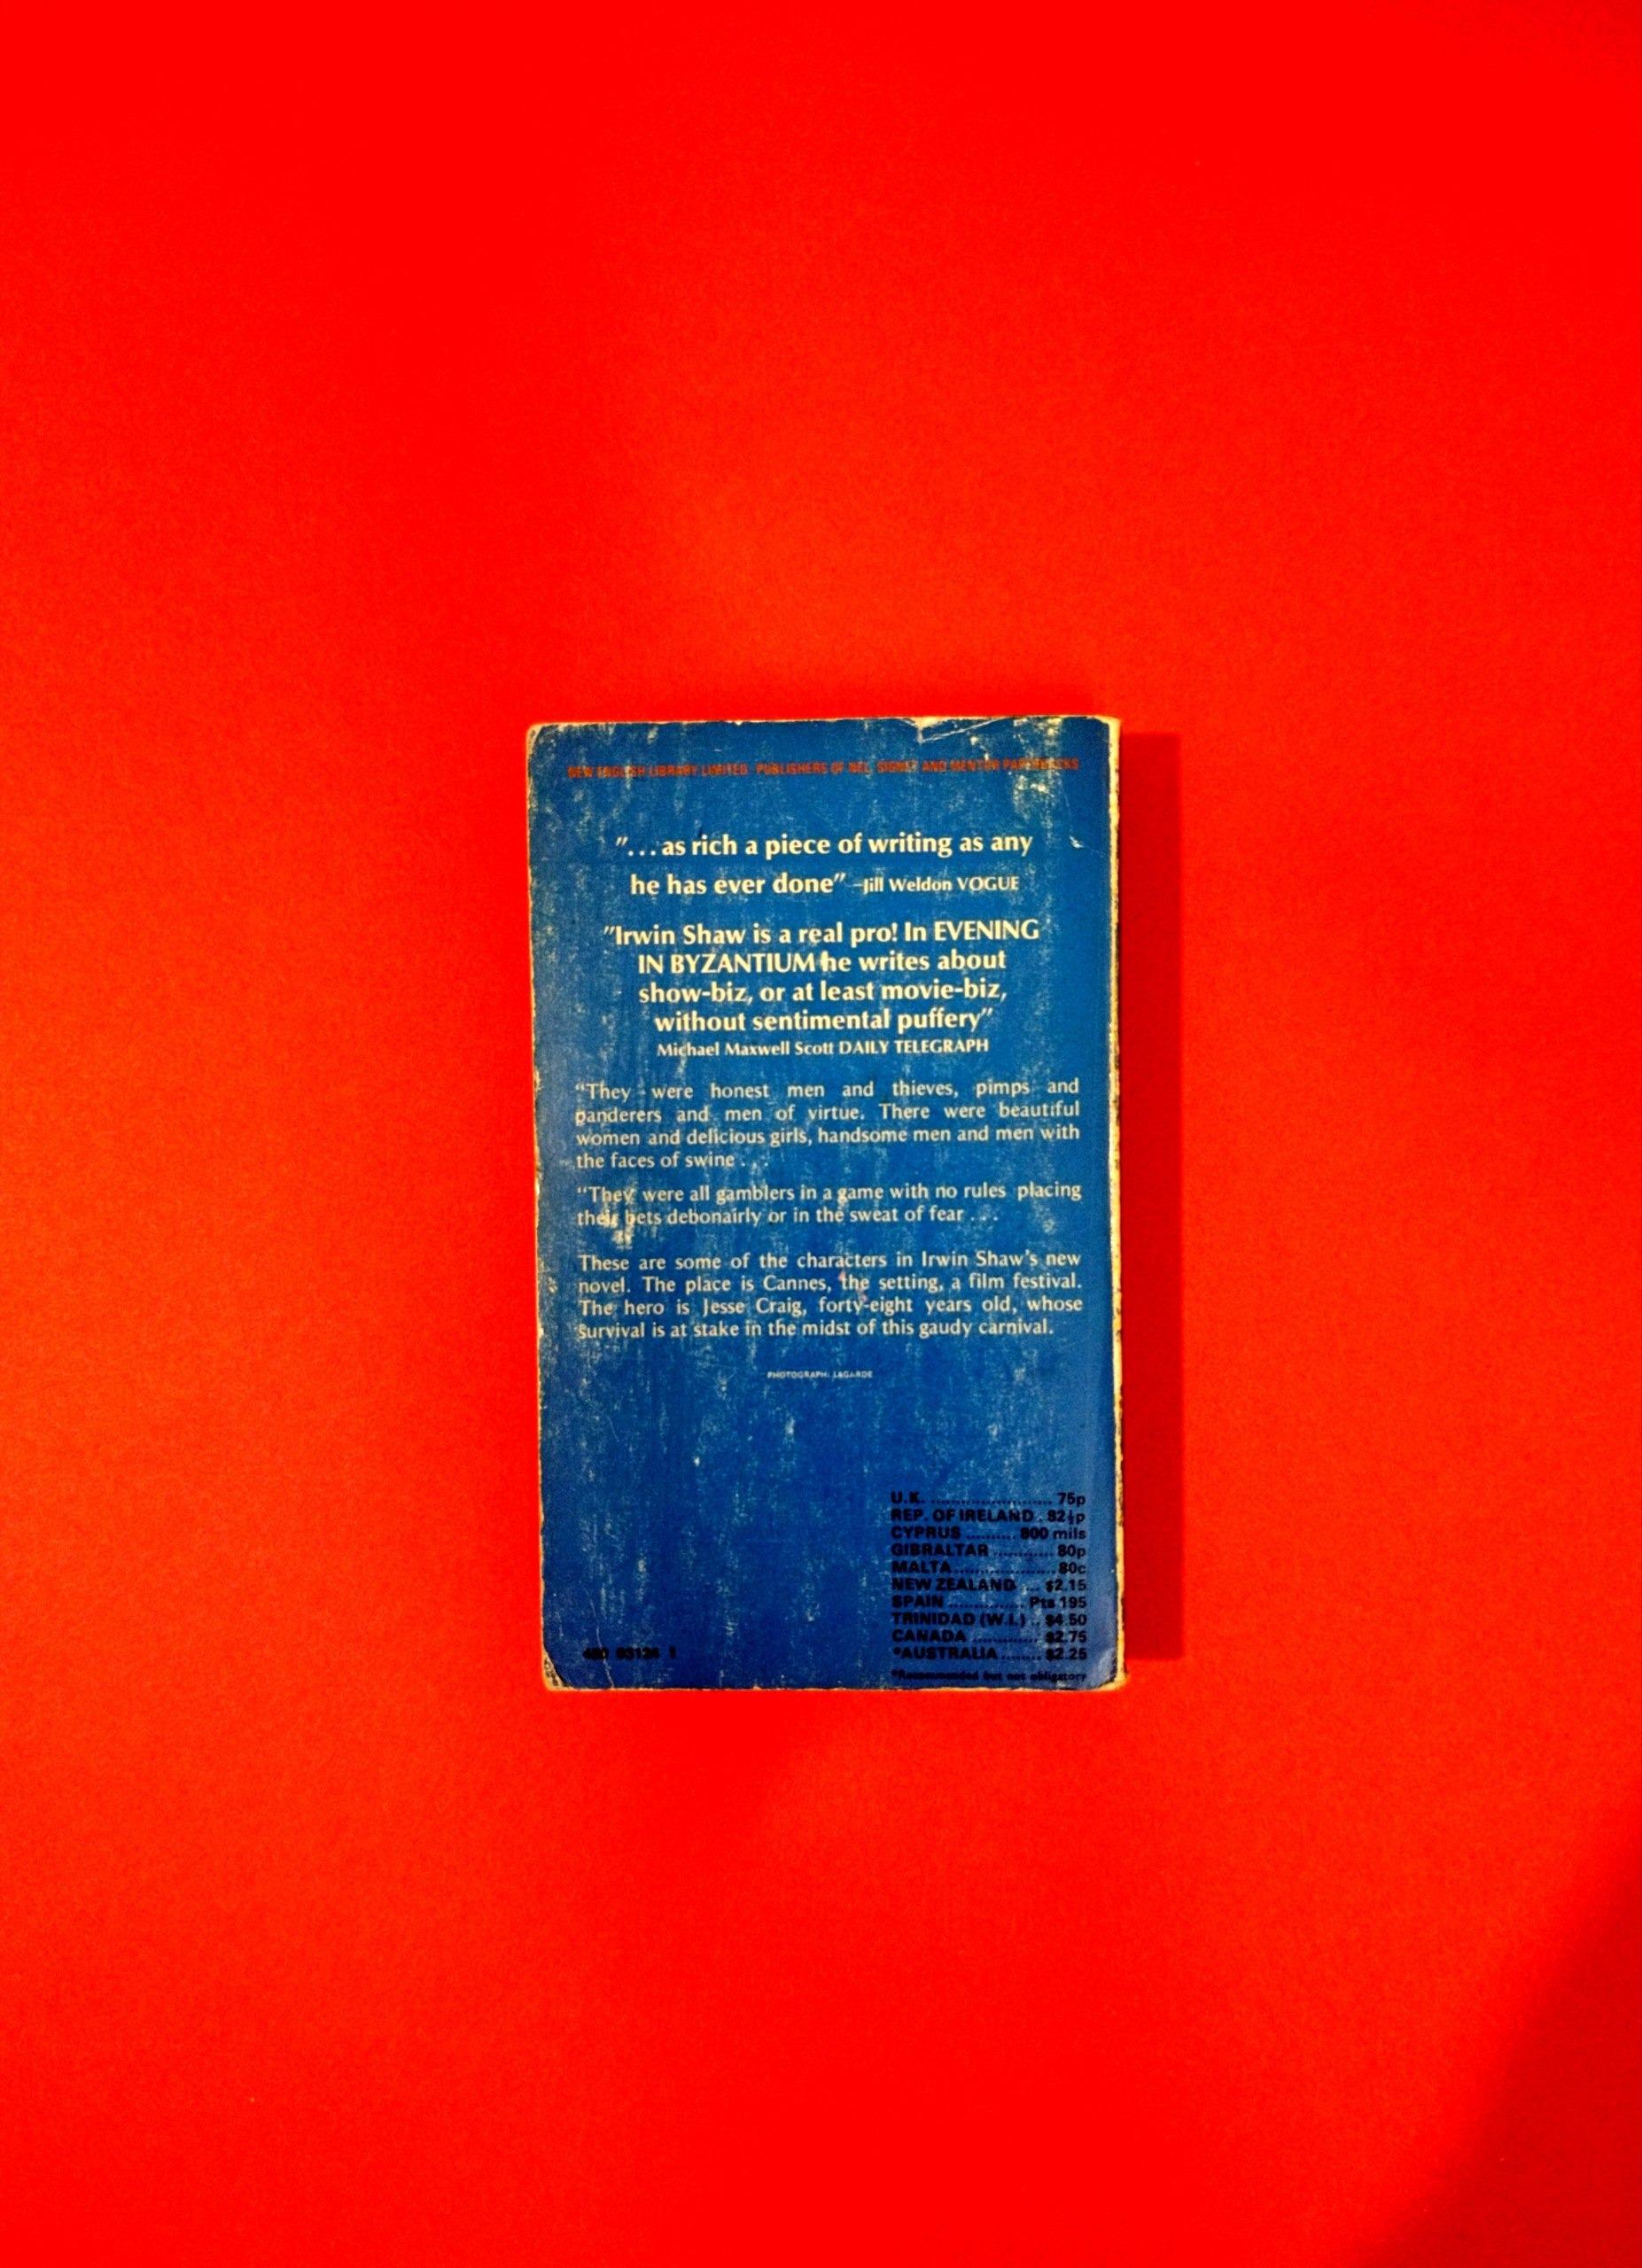 NEW ENGLISH LIBRARY LIMITED PUBLISHERS OF NEL, SIGNET AND MENTOR PAPERBACKS
"... as rich a piece of writing as any
he has ever done" –Jill Weldon VOGUE
"Irwin Shaw is a real pro! In EVENING
IN BYZANTIUM he writes about
show-biz, or at least movie-biz,
without sentimental puffery"
Michael Maxwell Scott DAILY TELEGRAPH
"They were honest men and thieves, pimps and
panderers and men of virtue. There were beautiful
women and delicious girls, handsome men and men with
the faces of swine . . .
"They were all gamblers in a game with no rules placing
their bets debonairly or in the sweat of fear . . .
These are some of the characters in Irwin Shaw's new
novel. The place is Cannes, the setting, a film festival.
The hero is Jesse Craig, forty-eight years old, whose
survival is at stake in the midst of this gaudy carnival.
PHOTOGRAPH: LAGARDE
U.K. .......................... 75p
REP. OF IRELAND . 82½p
CYPRUS .......... 800 mils
GIBRALTAR ............ 80p
MALTA ..................... 80c
NEW ZEALAND ... $2.15
SPAIN ............... Pts 195
TRINIDAD (W.I.) .. $4.50
CANADA .............. $2.75
*AUSTRALIA ........ $2.25
*Recommended but not obligatory
450 03134 1